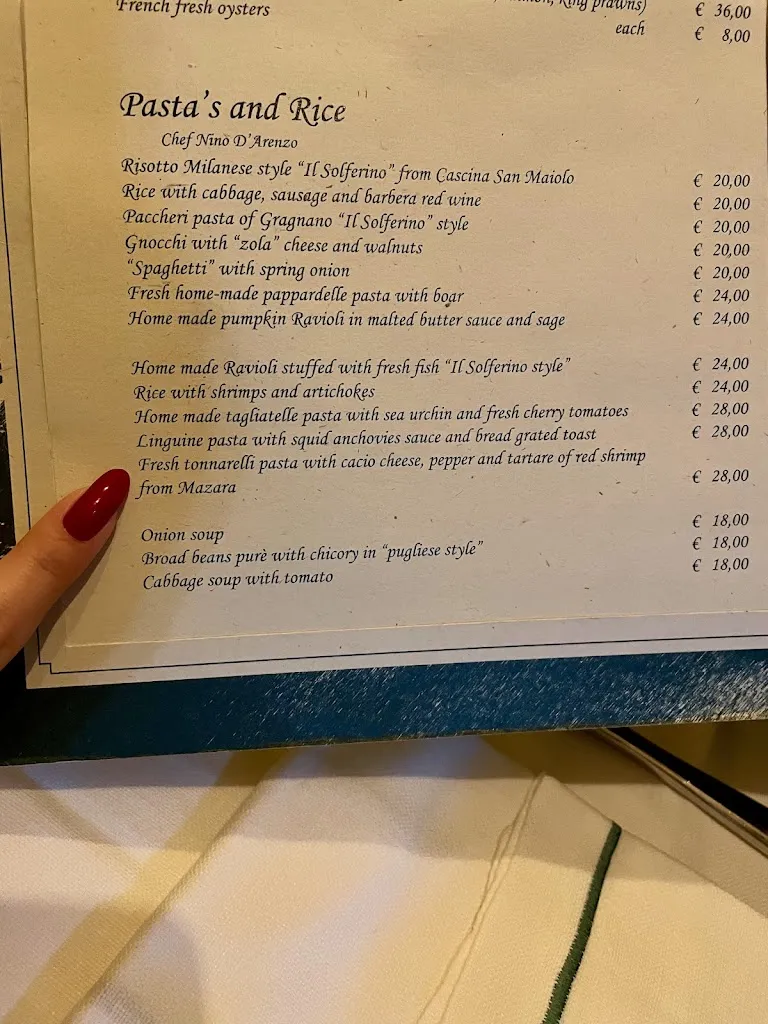 King prawns) € 36,00
French fresh oysters each € 8,00
Pasta's and Rice
Chef Nino D'Arenzo
Risotto Milanese style “Il Solferino” from Cascina San Maiolo € 20,00
Rice with cabbage, sausage and barbera red wine € 20,00
Paccheri pasta of Gragnano “Il Solferino” style € 20,00
Gnocchi with “zola” cheese and walnuts € 20,00
“Spaghetti” with spring onion € 20,00
Fresh home-made pappardelle pasta with boar € 24,00
Home made pumpkin Ravioli in malted butter sauce and sage € 24,00
Home made Ravioli stuffed with fresh fish “Il Solferino style” € 24,00
Rice with shrimps and artichokes € 24,00
Home made tagliatelle pasta with sea urchin and fresh cherry tomatoes € 28,00
Linguine pasta with squid anchovies sauce and bread grated toast € 28,00
Fresh tonnarelli pasta with cacio cheese, pepper and tartare of red shrimp
from Mazara € 28,00
Onion soup € 18,00
Broad beans purè with chicory in “pugliese style” € 18,00
Cabbage soup with tomato € 18,00